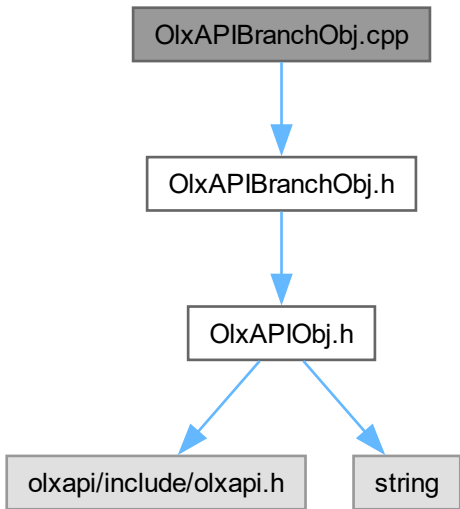 OlxAPIBranchObj.cpp
OlxAPIBranchObj.h
OlxAPIObj.h
olxapi/include/olxapi.h
string